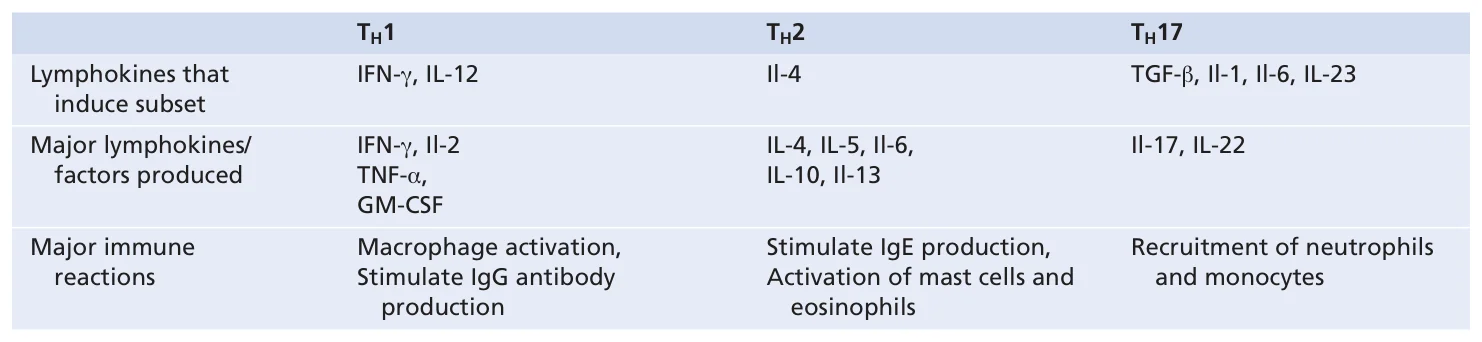 T_H1 T_H2 T_H17
Lymphokines that IFN-γ, IL-12 Il-4 TGF-β, Il-1, Il-6, IL-23
induce subset
Major lymphokines/ IFN-γ, Il-2 IL-4, IL-5, Il-6, Il-17, IL-22
factors produced TNF-α, IL-10, Il-13
GM-CSF
Major immune Macrophage activation, Stimulate IgE production, Recruitment of neutrophils
reactions Stimulate IgG antibody Activation of mast cells and and monocytes
production eosinophils